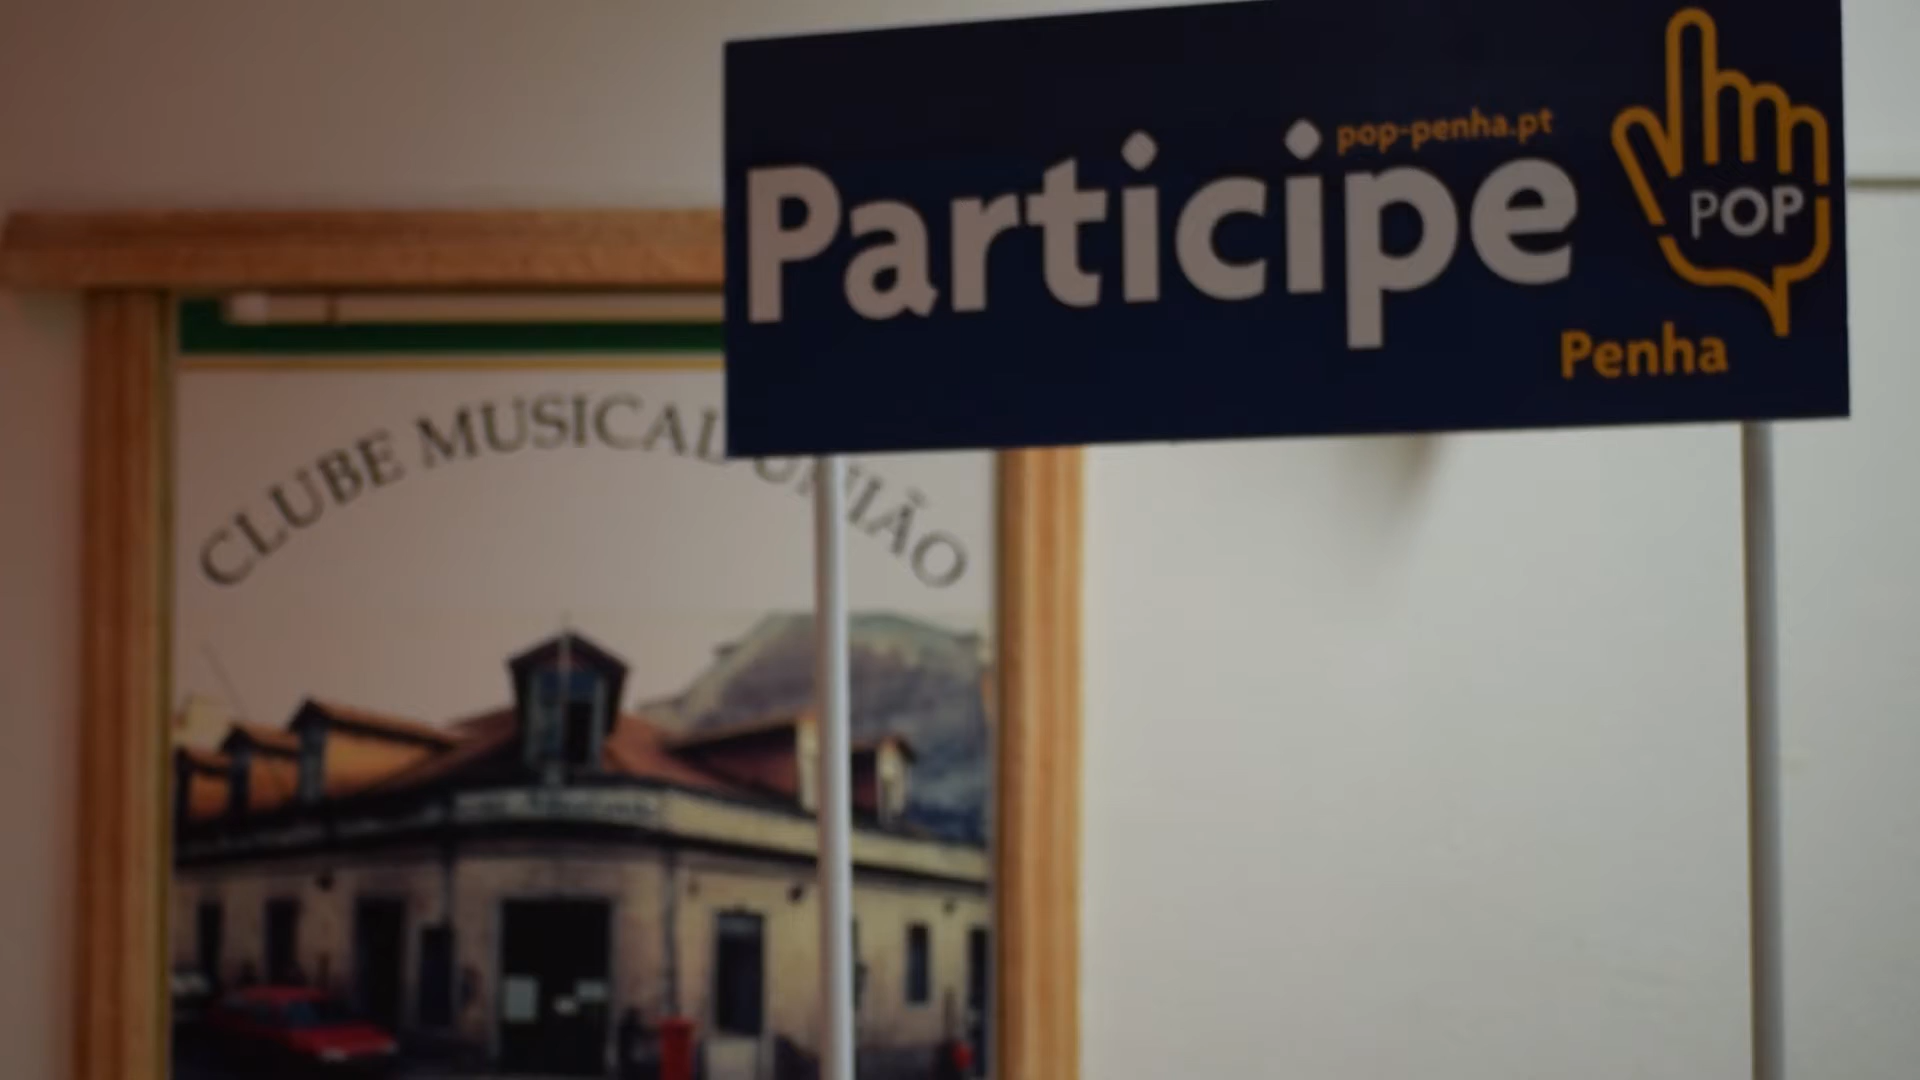 pop-penha.pt
Participe
POP
Penha
CLUBE MUSICAL UNIÃO